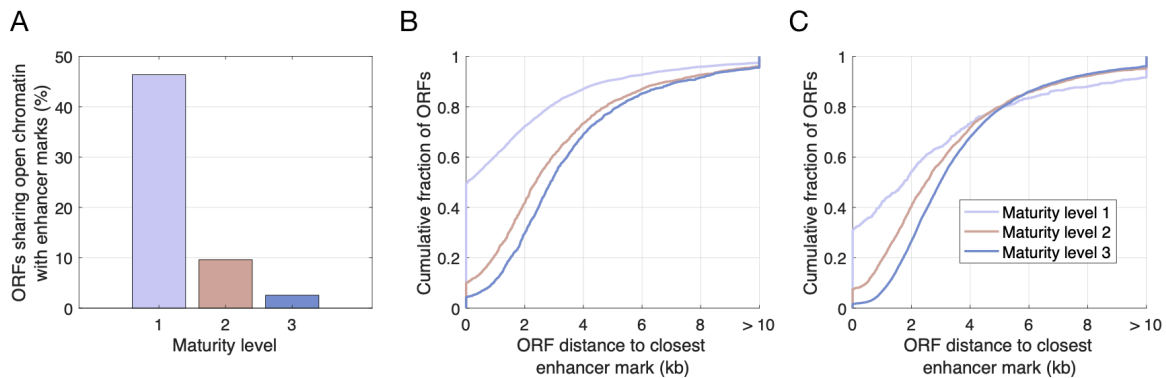 A
ORFs sharing open chromatin
with enhancer marks (%)
50
40
30
20
10
0
1 2 3
Maturity level
B
Cumulative fraction of ORFs
1
0.8
0.6
0.4
0.2
0
0 2 4 6 8 > 10
ORF distance to closest
enhancer mark (kb)
C
Cumulative fraction of ORFs
1
0.8
0.6
0.4
0.2
0
Maturity level 1
Maturity level 2
Maturity level 3
0 2 4 6 8 > 10
ORF distance to closest
enhancer mark (kb)